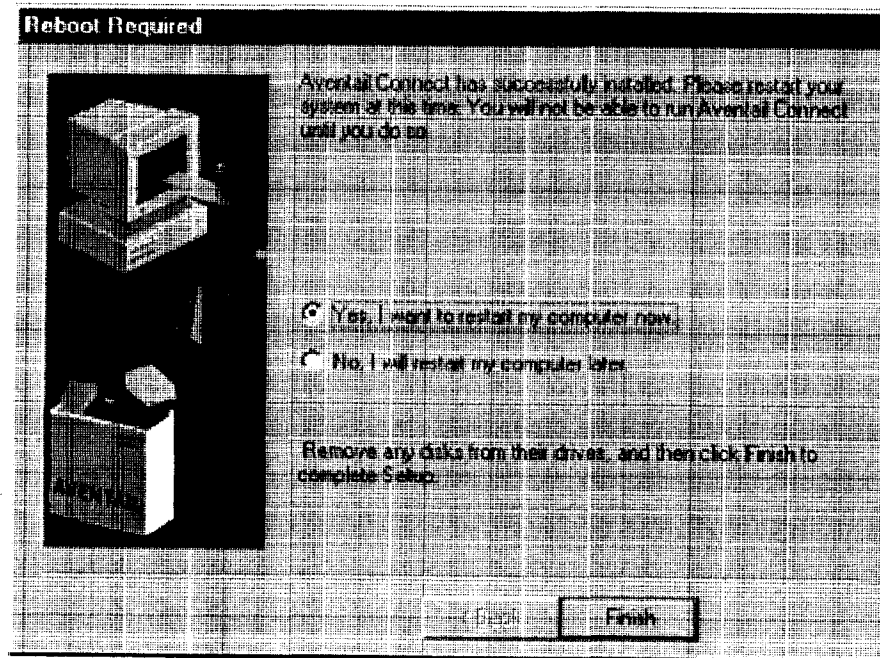 Reboot Required
Aventail Connect has successfully installed. Please restart your
system at this time. You will not be able to run Aventail Connect
until you do so.
Yes, I want to restart my computer now.
No, I will restart my computer later.
Remove any disks from their drives, and then click Finish to
complete Setup.
AVENTAIL
< Back
Finish